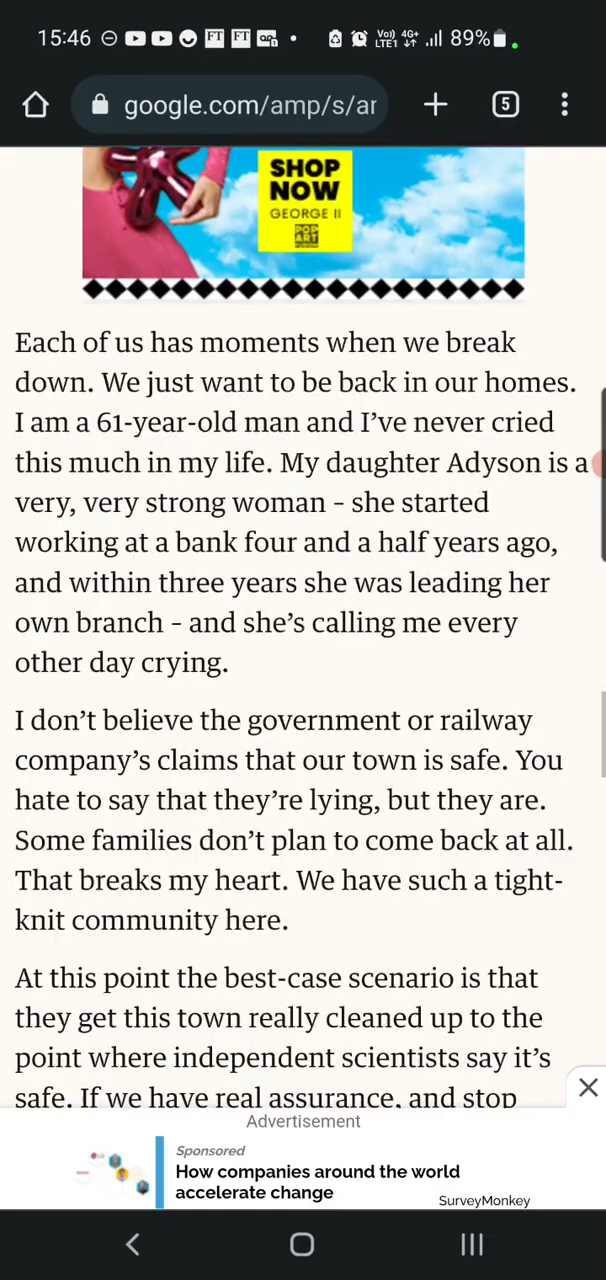 15:46
FT FT
Vo)) 4G+
LTE1
89%
google.com/amp/s/ar
5
SHOP
NOW
GEORGE II
POP
ART
Each of us has moments when we break
down. We just want to be back in our homes.
I am a 61-year-old man and I’ve never cried
this much in my life. My daughter Adyson is a
very, very strong woman – she started
working at a bank four and a half years ago,
and within three years she was leading her
own branch – and she’s calling me every
other day crying.
I don’t believe the government or railway
company’s claims that our town is safe. You
hate to say that they’re lying, but they are.
Some families don’t plan to come back at all.
That breaks my heart. We have such a tight-
knit community here.
At this point the best-case scenario is that
they get this town really cleaned up to the
point where independent scientists say it’s
safe. If we have real assurance, and stop
Advertisement
Sponsored
How companies around the world
accelerate change
SurveyMonkey